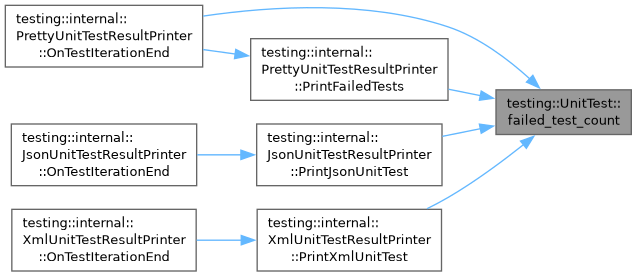 testing::internal::
PrettyUnitTestResultPrinter
::OnTestIterationEnd
testing::internal::
PrettyUnitTestResultPrinter
::PrintFailedTests
testing::UnitTest::
failed_test_count
testing::internal::
JsonUnitTestResultPrinter
::OnTestIterationEnd
testing::internal::
JsonUnitTestResultPrinter
::PrintJsonUnitTest
testing::internal::
XmlUnitTestResultPrinter
::OnTestIterationEnd
testing::internal::
XmlUnitTestResultPrinter
::PrintXmlUnitTest